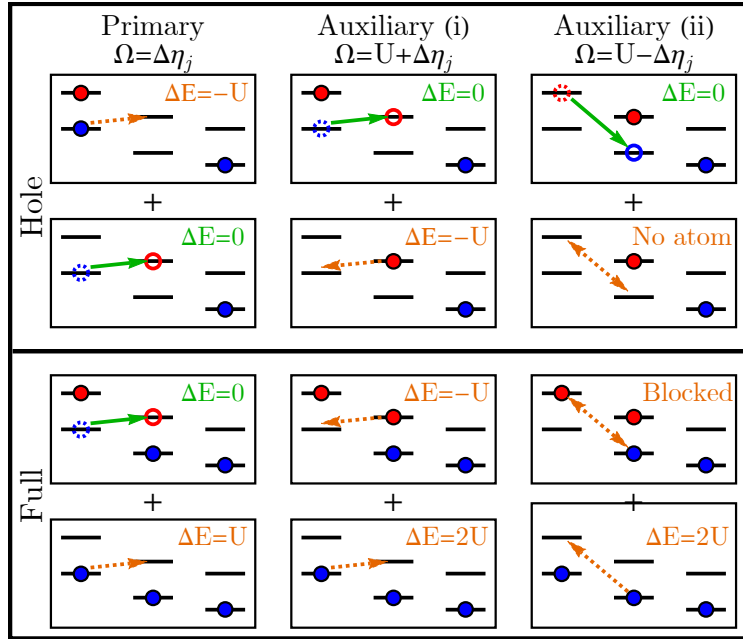 Primary
Ω=Δη_j
Auxiliary (i)
Ω=U+Δη_j
Auxiliary (ii)
Ω=U−Δη_j
Hole
ΔE=−U
ΔE=0
ΔE=0
+
+
+
ΔE=0
ΔE=−U
No atom
Full
ΔE=0
ΔE=−U
Blocked
+
+
+
ΔE=U
ΔE=2U
ΔE=2U